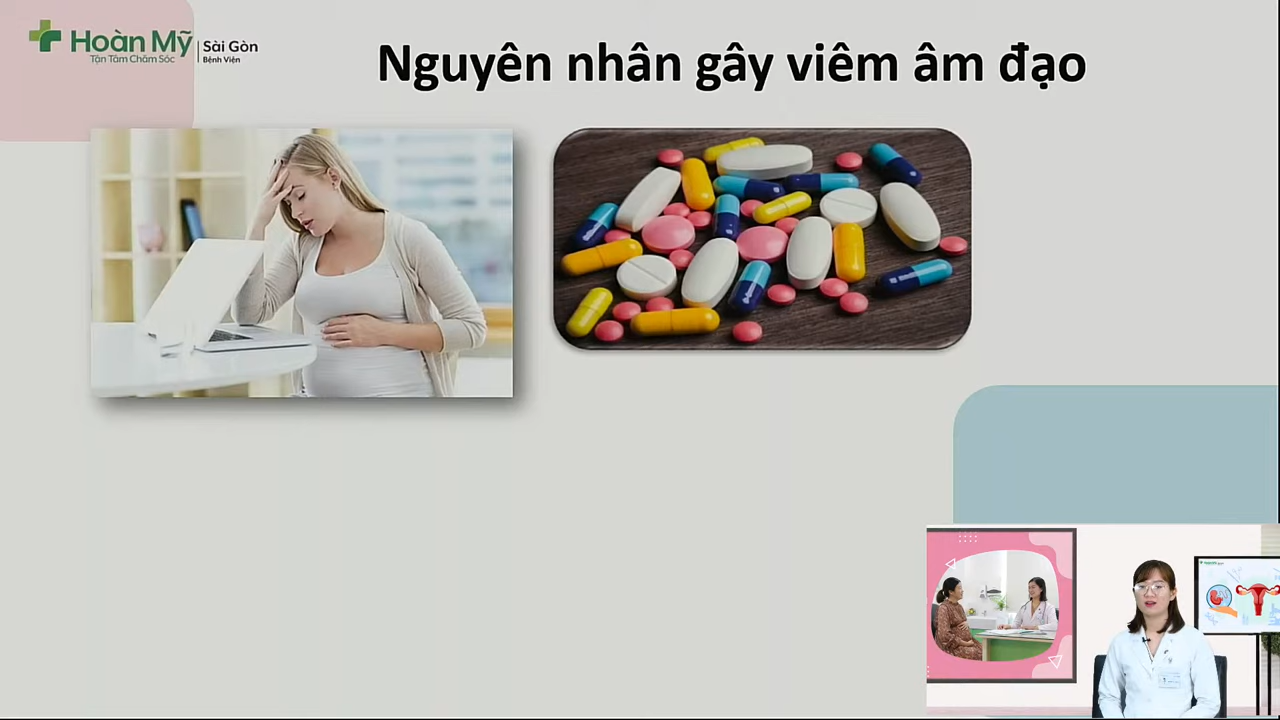 Hoàn Mỹ
Tận Tâm Chăm Sóc
Sài Gòn
Bệnh Viện
Nguyên nhân gây viêm âm đạo